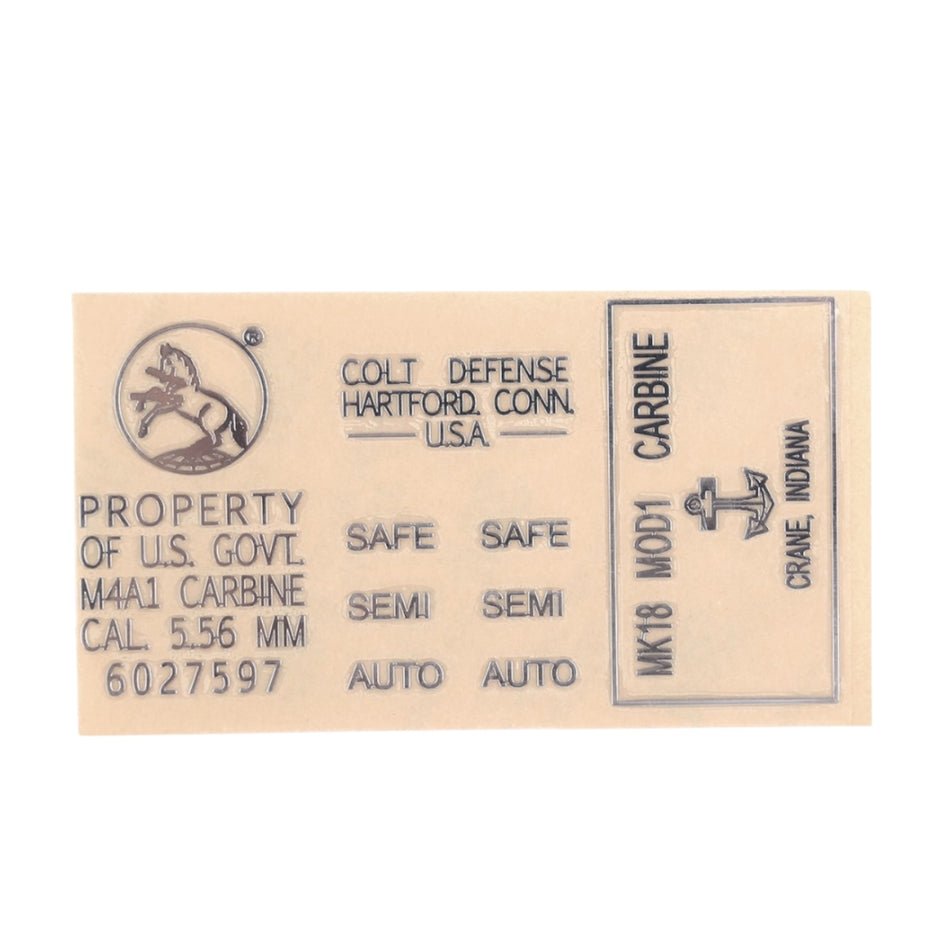 ®
PROPERTY
OF U.S. GOVT.
M4A1 CARBINE
CAL. 5.56 MM
6027597
COLT DEFENSE
HARTFORD. CONN.
U.S.A.
SAFE SAFE
SEMI SEMI
AUTO AUTO
MK18 MOD1 CARBINE
CRANE, INDIANA